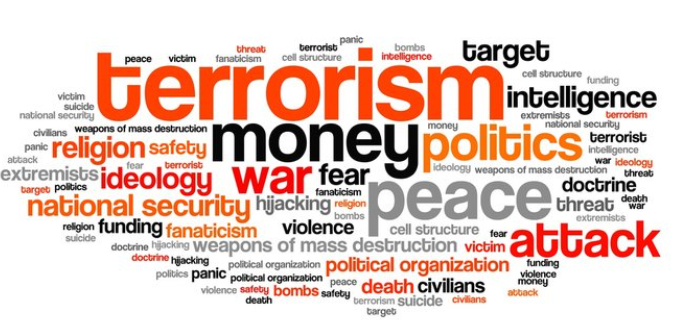 panic
threat terrorist bombs target
peace victim fanaticism cell structure intelligence
terrorism cell structure funding
victim intelligence
suicide
national security extremists terrorism
civilians weapons of mass destruction money money politics national security terrorist
panic religion safety intelligence
attack fear terrorist ideology weapons of mass destruction war ideology
extremists ideology war fear threat
target politics fanaticism peace doctrine death
national security hijacking religion threat war
bombs extremists
religion funding fanaticism violence cell structure fear attack
suicide
doctrine hijacking weapons of mass destruction victim
doctrine hijacking political organization political organization funding
politics panic political organization peace death civilians violence
money
violence safety bombs safety terrorism suicide civilians attack
death
target